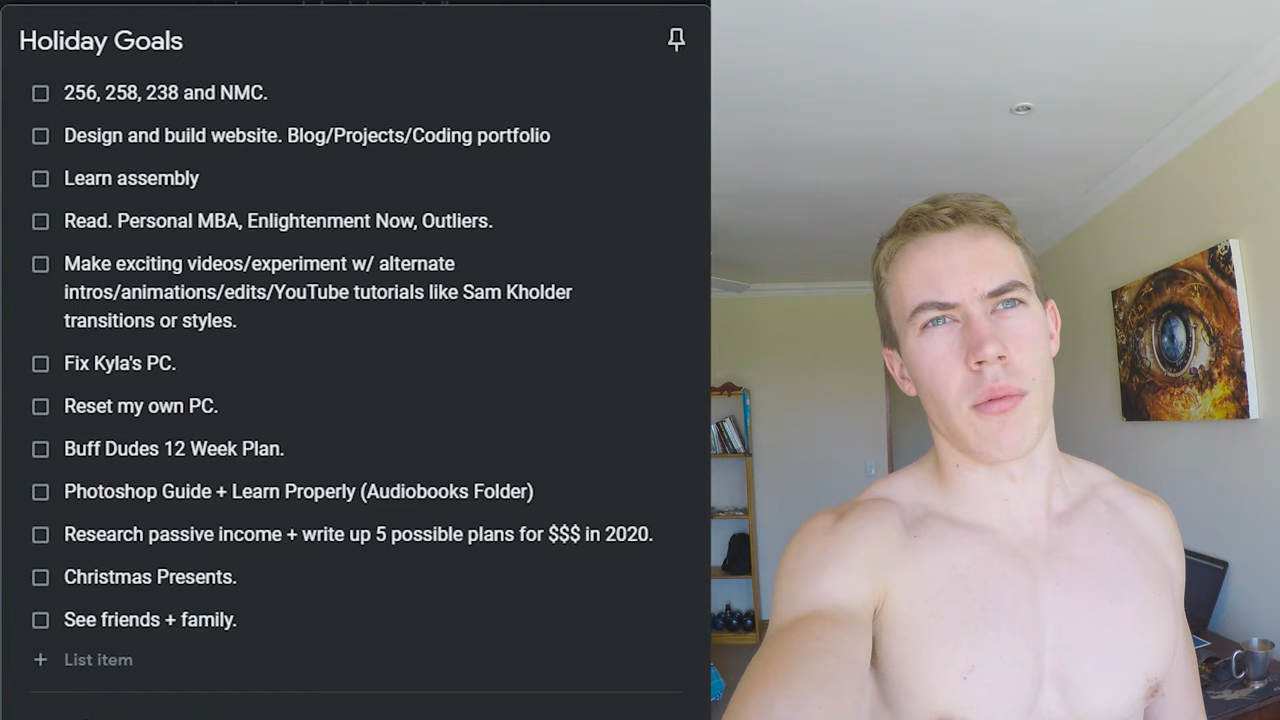 Holiday Goals
256, 258, 238 and NMC.
Design and build website. Blog/Projects/Coding portfolio
Learn assembly
Read. Personal MBA, Enlightenment Now, Outliers.
Make exciting videos/experiment w/ alternate
intros/animations/edits/YouTube tutorials like Sam Kholder
transitions or styles.
Fix Kyla's PC.
Reset my own PC.
Buff Dudes 12 Week Plan.
Photoshop Guide + Learn Properly (Audiobooks Folder)
Research passive income + write up 5 possible plans for $$$ in 2020.
Christmas Presents.
See friends + family.
+ List item